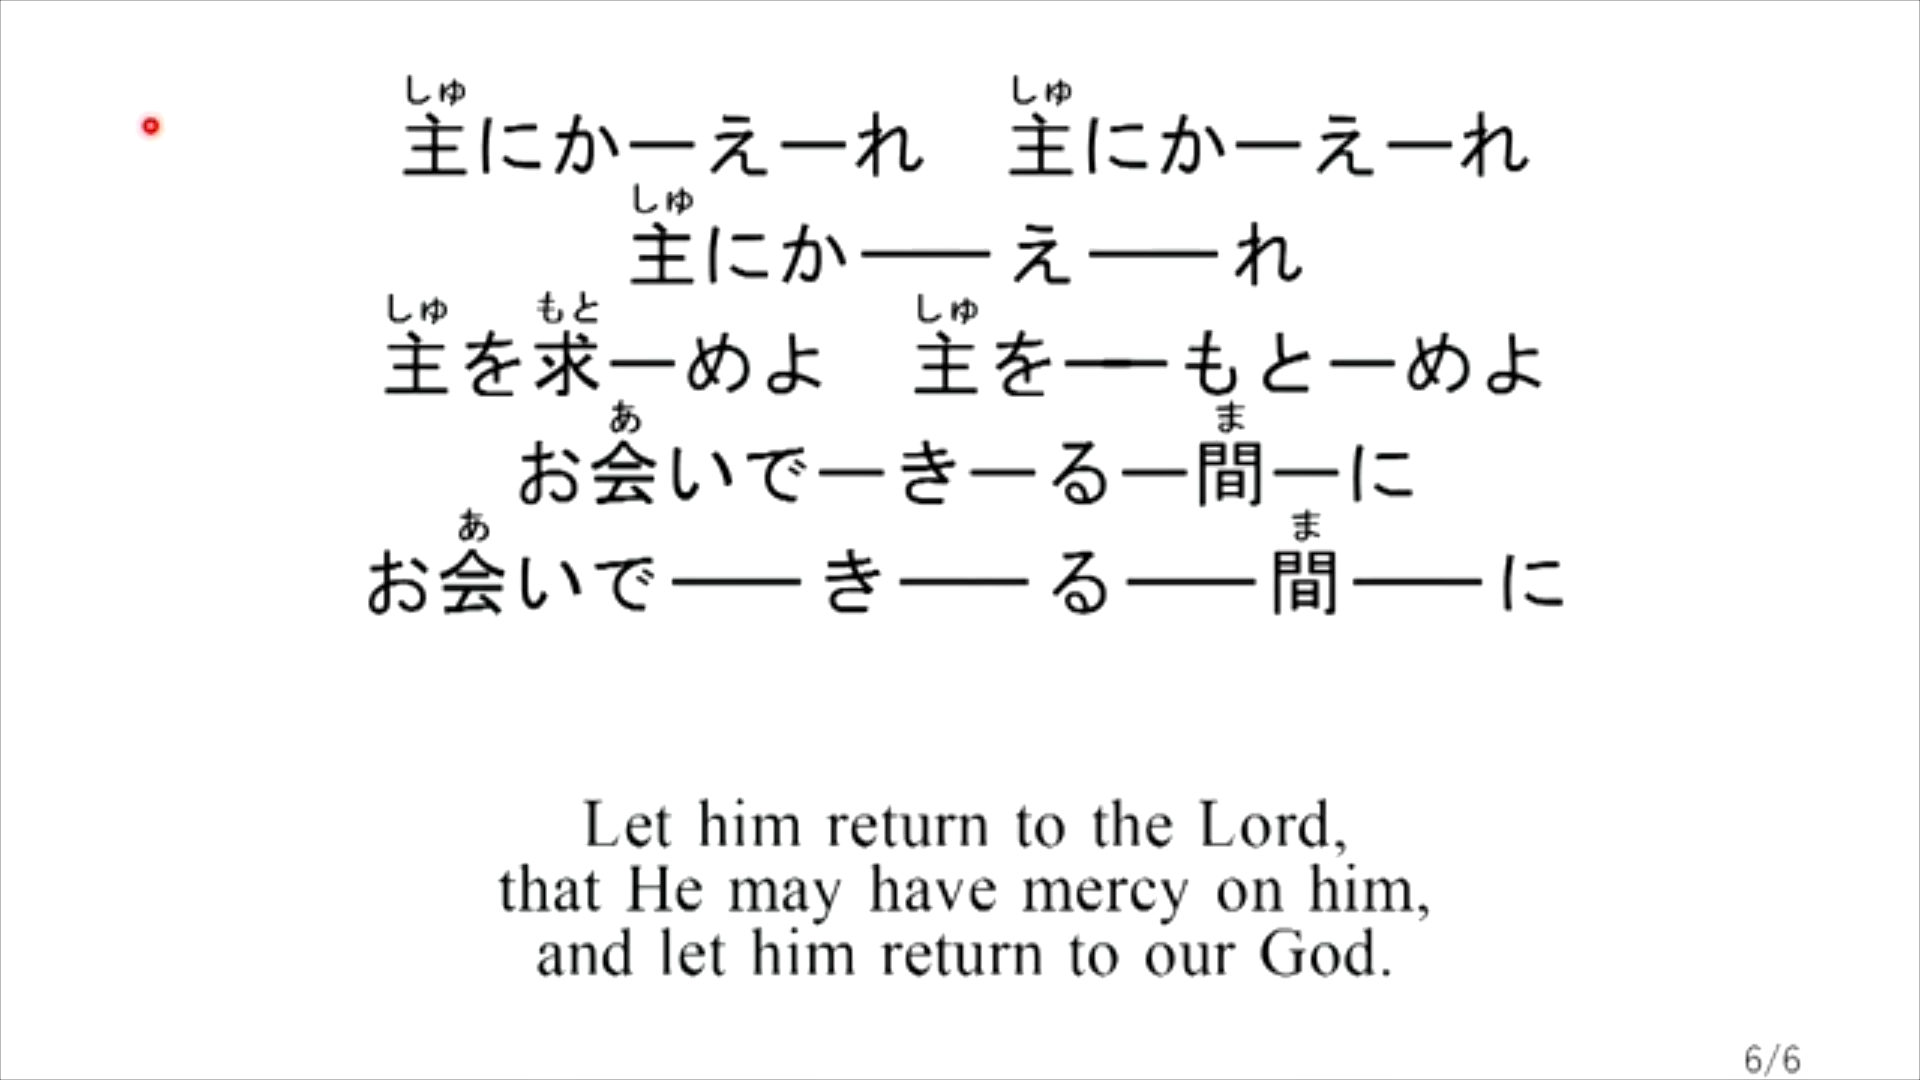 しゅ しゅ
主にかーえーれ 主にかーえーれ
しゅ
主にか――え――れ
しゅ もと しゅ
主を求ーめよ 主を――もとーめよ
あ ま
お会いでーきーるー間ーに
あ ま
お会いで――き――る――間――に
Let him return to the Lord,
that He may have mercy on him,
and let him return to our God.
6/6